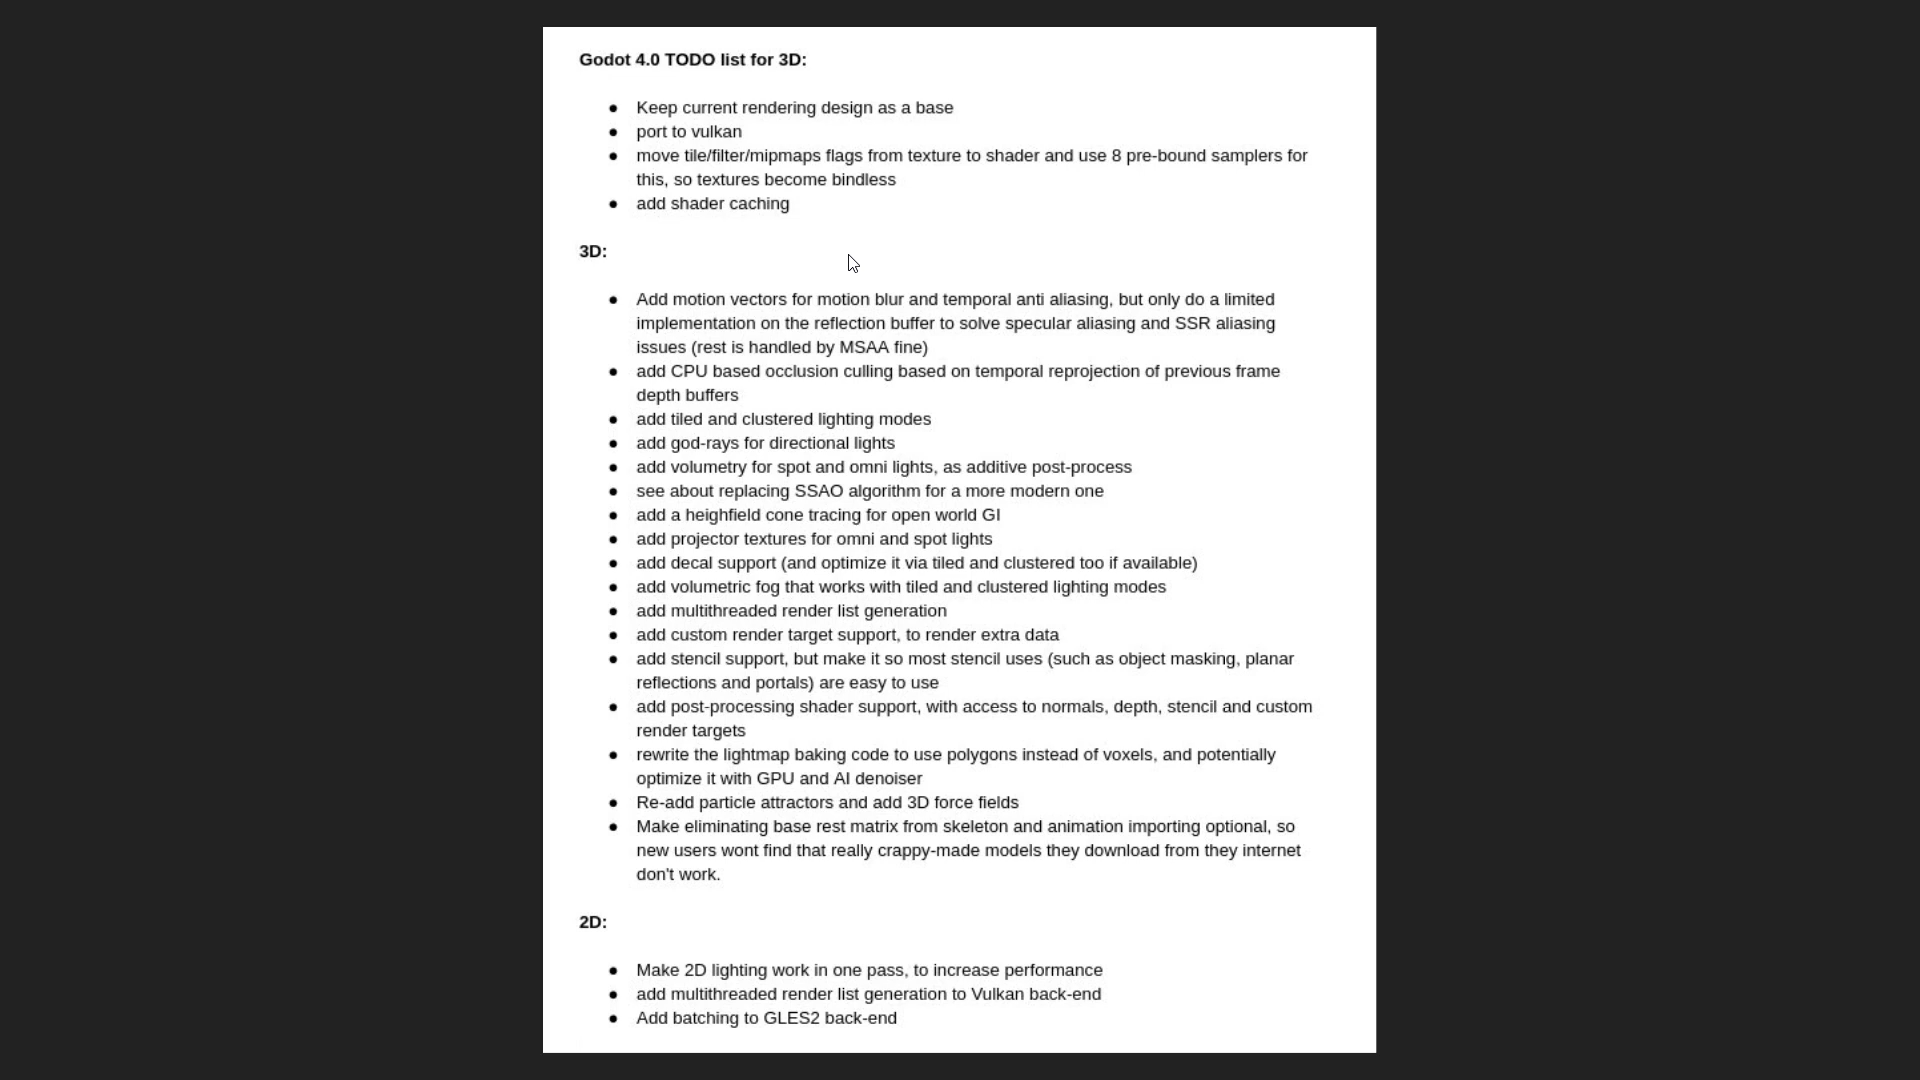 Godot 4.0 TODO list for 3D:
● Keep current rendering design as a base
● port to vulkan
● move tile/filter/mipmaps flags from texture to shader and use 8 pre-bound samplers for
this, so textures become bindless
● add shader caching
3D:
● Add motion vectors for motion blur and temporal anti aliasing, but only do a limited
implementation on the reflection buffer to solve specular aliasing and SSR aliasing
issues (rest is handled by MSAA fine)
● add CPU based occlusion culling based on temporal reprojection of previous frame
depth buffers
● add tiled and clustered lighting modes
● add god-rays for directional lights
● add volumetry for spot and omni lights, as additive post-process
● see about replacing SSAO algorithm for a more modern one
● add a heighfield cone tracing for open world GI
● add projector textures for omni and spot lights
● add decal support (and optimize it via tiled and clustered too if available)
● add volumetric fog that works with tiled and clustered lighting modes
● add multithreaded render list generation
● add custom render target support, to render extra data
● add stencil support, but make it so most stencil uses (such as object masking, planar
reflections and portals) are easy to use
● add post-processing shader support, with access to normals, depth, stencil and custom
render targets
● rewrite the lightmap baking code to use polygons instead of voxels, and potentially
optimize it with GPU and AI denoiser
● Re-add particle attractors and add 3D force fields
● Make eliminating base rest matrix from skeleton and animation importing optional, so
new users wont find that really crappy-made models they download from they internet
don't work.
2D:
● Make 2D lighting work in one pass, to increase performance
● add multithreaded render list generation to Vulkan back-end
● Add batching to GLES2 back-end